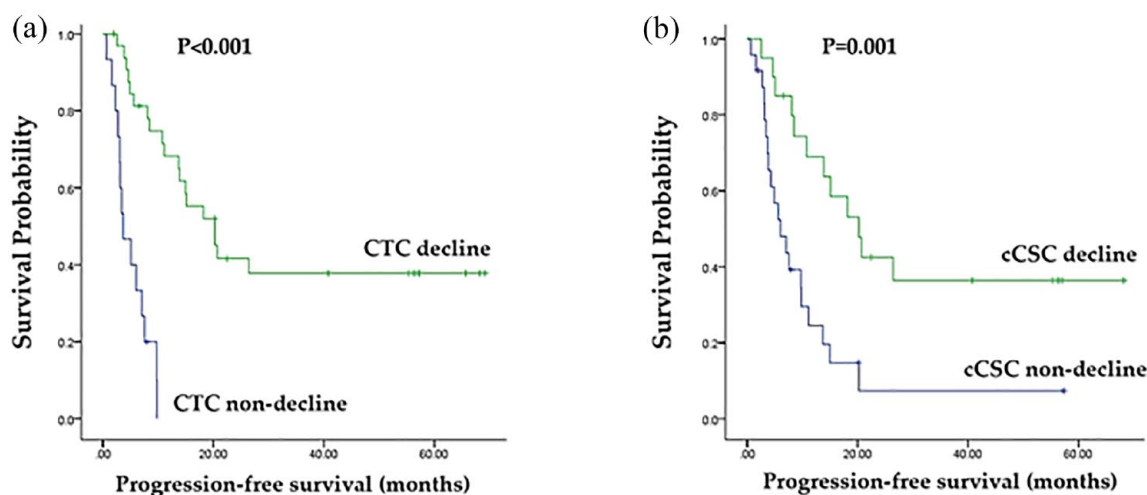 (a)
P<0.001
1.0
0.8
0.6
0.4
0.2
0.0
Survival Probability
CTC decline
CTC non-decline
.00
20.00
40.00
60.00
Progression-free survival (months)
(b)
P=0.001
1.0
0.8
0.6
0.4
0.2
0.0
Survival Probability
cCSC decline
cCSC non-decline
.00
20.00
40.00
60.00
Progression-free survival (months)